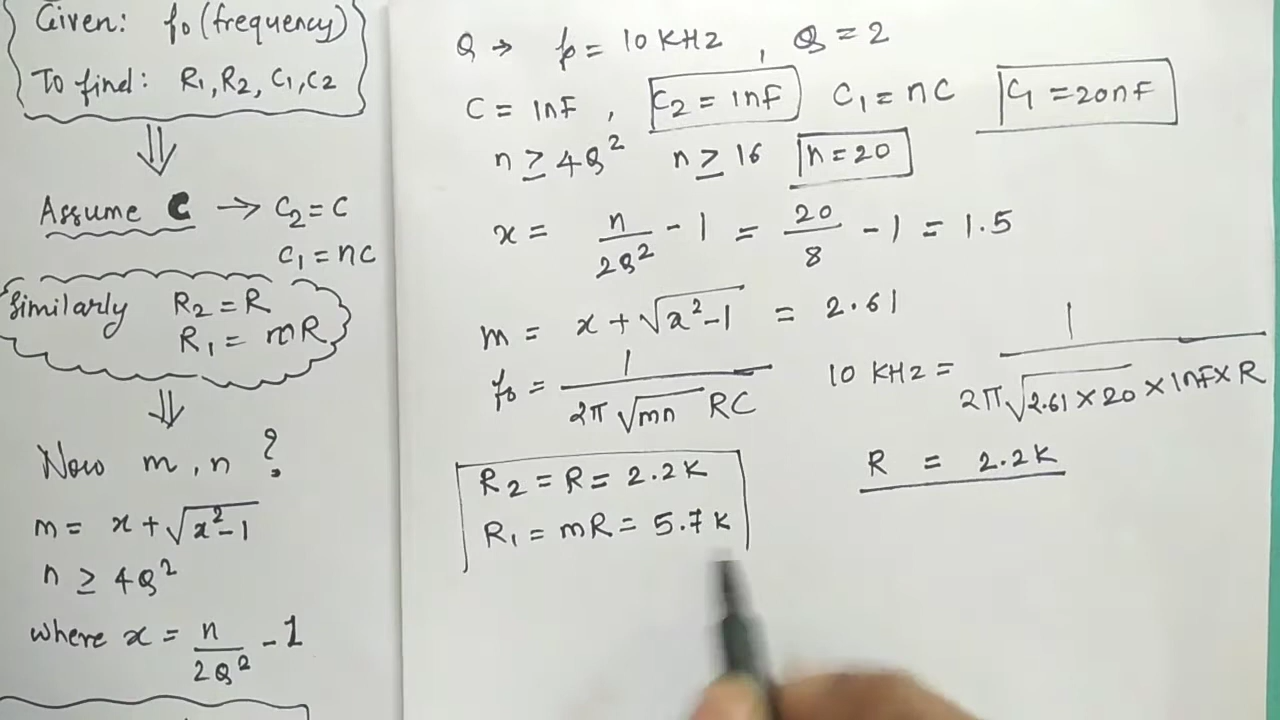 Given: f₀ (frequency)
To find: R₁, R₂, C₁, C₂
⇓
Assume C → C₂ = C
C₁ = nC
Similarly R₂ = R
R₁ = mR
⇓
Now m, n ?
m = x + √(x² - 1)
n ≥ 4Q²
where x = n / 2Q² - 1
Q → f₀ = 10 KHz , Q = 2
C = 1nF , C₂ = 1nF C₁ = nC C₁ = 20nF
n ≥ 4Q² n ≥ 16 n = 20
x = n / 2Q² - 1 = 20 / 8 - 1 = 1.5
m = x + √(x² - 1) = 2.61
f₀ = 1 / 2π √mn RC 10 KHz = 1 / 2π √(2.61 × 20) × 1nF × R
R = 2.2K
R₂ = R = 2.2K
R₁ = mR = 5.7K